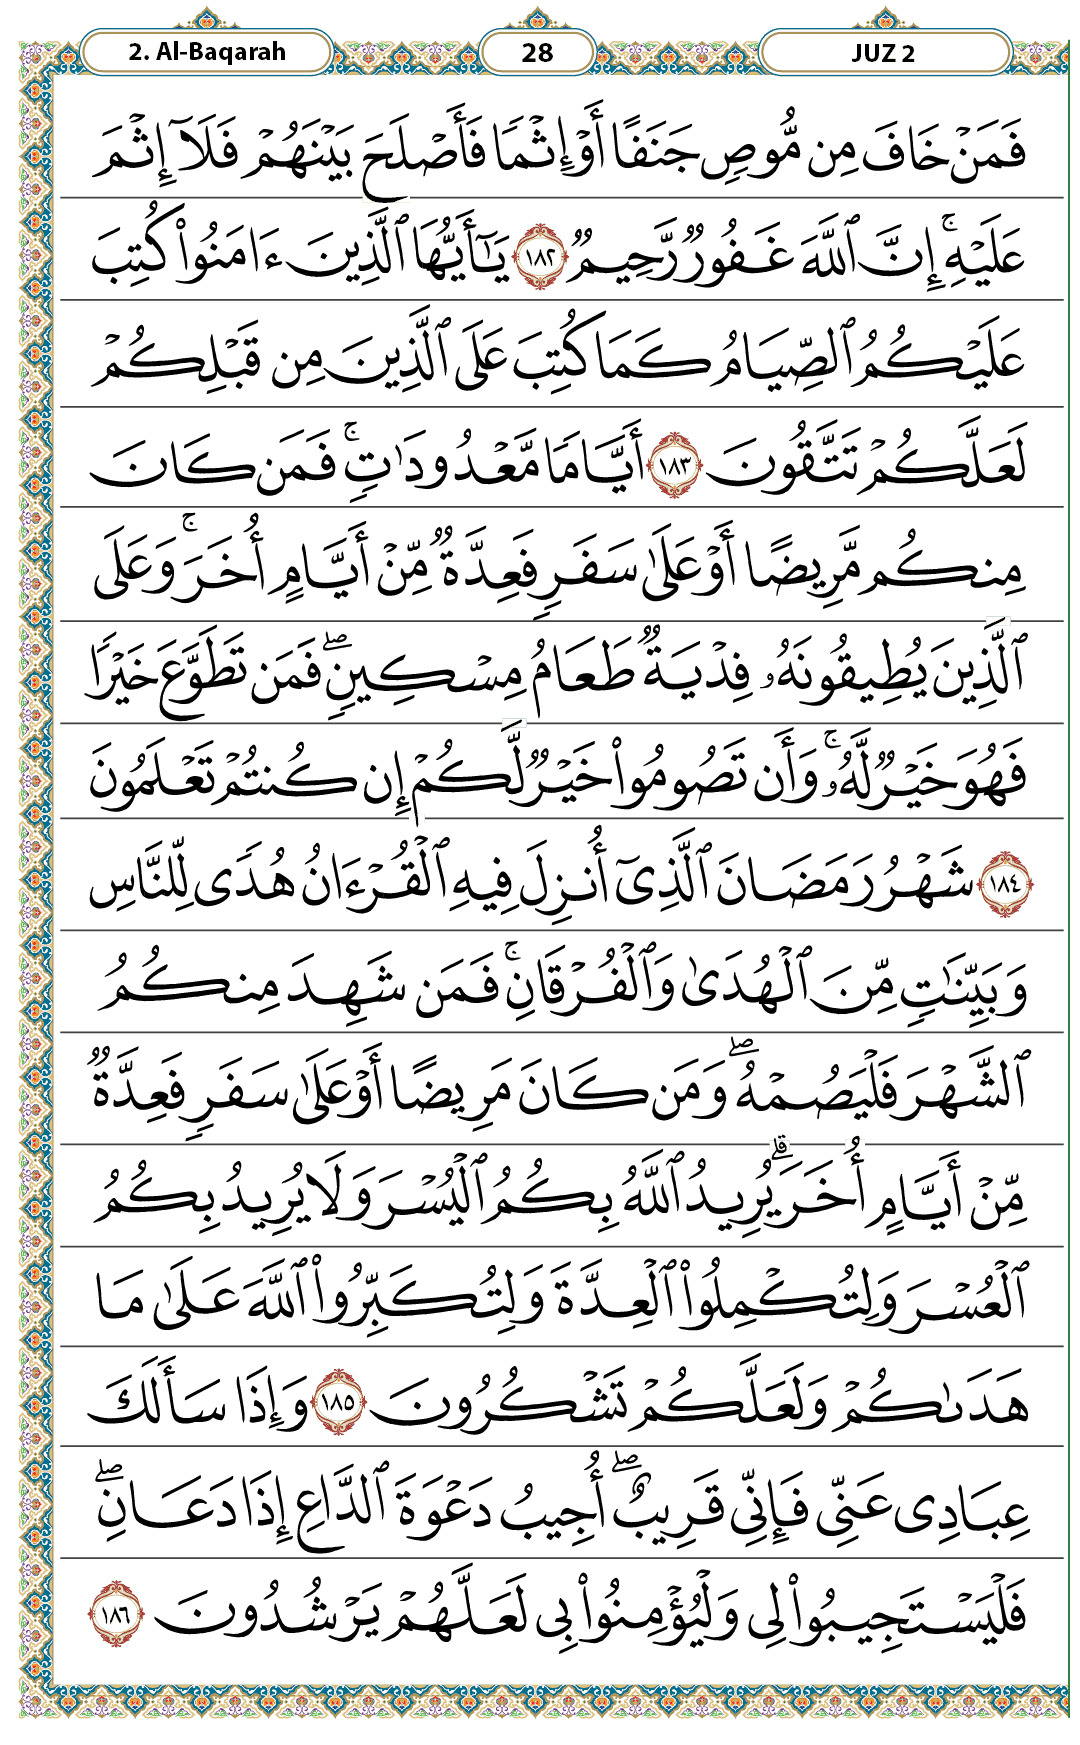 2. Al-Baqarah 28 JUZ 2
فَمَنْ خَافَ مِن مُّوصٍ جَنَفًا أَوْ إِثْمًا فَأَصْلَحَ بَيْنَهُمْ فَلَآ إِثْمَ
عَلَيْهِ ۚ إِنَّ ٱللَّهَ غَفُورٌ رَّحِيمٌ ١٨٢ يَـٰٓأَيُّهَا ٱلَّذِينَ ءَامَنُوا۟ كُتِبَ
عَلَيْكُمُ ٱلصِّيَامُ كَمَا كُتِبَ عَلَى ٱلَّذِينَ مِن قَبْلِكُمْ
لَعَلَّكُمْ تَتَّقُونَ ١٨٣ أَيَّامًا مَّعْدُودَٰتٍ ۚ فَمَن كَانَ
مِنكُم مَّرِيضًا أَوْ عَلَىٰ سَفَرٍ فَعِدَّةٌ مِّنْ أَيَّامٍ أُخَرَ ۚ وَعَلَى
ٱلَّذِينَ يُطِيقُونَهُۥ فِدْيَةٌ طَعَامُ مِسْكِينٍ ۖ فَمَن تَطَوَّعَ خَيْرًا
فَهُوَ خَيْرٌ لَّهُۥ ۚ وَأَن تَصُومُوا۟ خَيْرٌ لَّكُمْ إِن كُنتُمْ تَعْلَمُونَ
١٨٤ شَهْرُ رَمَضَانَ ٱلَّذِىٓ أُنزِلَ فِيهِ ٱلْقُرْءَانُ هُدًى لِّلنَّاسِ
وَبَيِّنَـٰتٍ مِّنَ ٱلْهُدَىٰ وَٱلْفُرْقَانِ ۚ فَمَن شَهِدَ مِنكُمُ
ٱلشَّهْرَ فَلْيَصُمْهُ ۖ وَمَن كَانَ مَرِيضًا أَوْ عَلَىٰ سَفَرٍ فَعِدَّةٌ
مِّنْ أَيَّامٍ أُخَرَ ۗ يُرِيدُ ٱللَّهُ بِكُمُ ٱلْيُسْرَ وَلَا يُرِيدُ بِكُمُ
ٱلْعُسْرَ وَلِتُكْمِلُوا۟ ٱلْعِدَّةَ وَلِتُكَبِّرُوا۟ ٱللَّهَ عَلَىٰ مَا
هَدَىٰكُمْ وَلَعَلَّكُمْ تَشْكُرُونَ ١٨٥ وَإِذَا سَأَلَكَ
عِبَادِى عَنِّى فَإِنِّى قَرِيبٌ ۖ أُجِيبُ دَعْوَةَ ٱلدَّاعِ إِذَا دَعَانِ ۖ
فَلْيَسْتَجِيبُوا۟ لِى وَلْيُؤْمِنُوا۟ بِى لَعَلَّهُمْ يَرْشُدُونَ ١٨٦